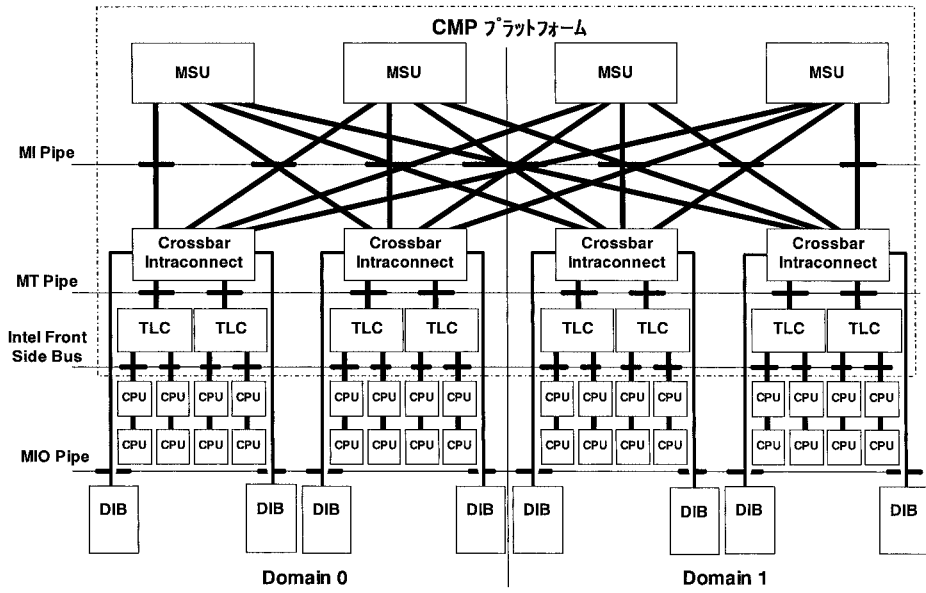 CMP プラットフォーム
MSU MSU MSU MSU
MI Pipe
Crossbar Intraconnect Crossbar Intraconnect Crossbar Intraconnect Crossbar Intraconnect
MT Pipe
TLC TLC TLC TLC TLC TLC TLC TLC
Intel Front
Side Bus
CPU CPU CPU CPU CPU CPU CPU CPU CPU CPU CPU CPU CPU CPU CPU CPU
CPU CPU CPU CPU CPU CPU CPU CPU CPU CPU CPU CPU CPU CPU CPU CPU
MIO Pipe
DIB DIB DIB DIB DIB DIB DIB DIB
Domain 0 Domain 1